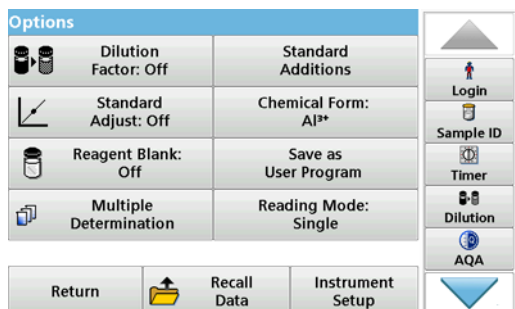 Options
Dilution
Factor: Off
Standard
Additions
Standard
Adjust: Off
Chemical Form:
Al³⁺
Reagent Blank:
Off
Save as
User Program
Multiple
Determination
Reading Mode:
Single
Return
Recall
Data
Instrument
Setup
Login
Sample ID
Timer
Dilution
AQA